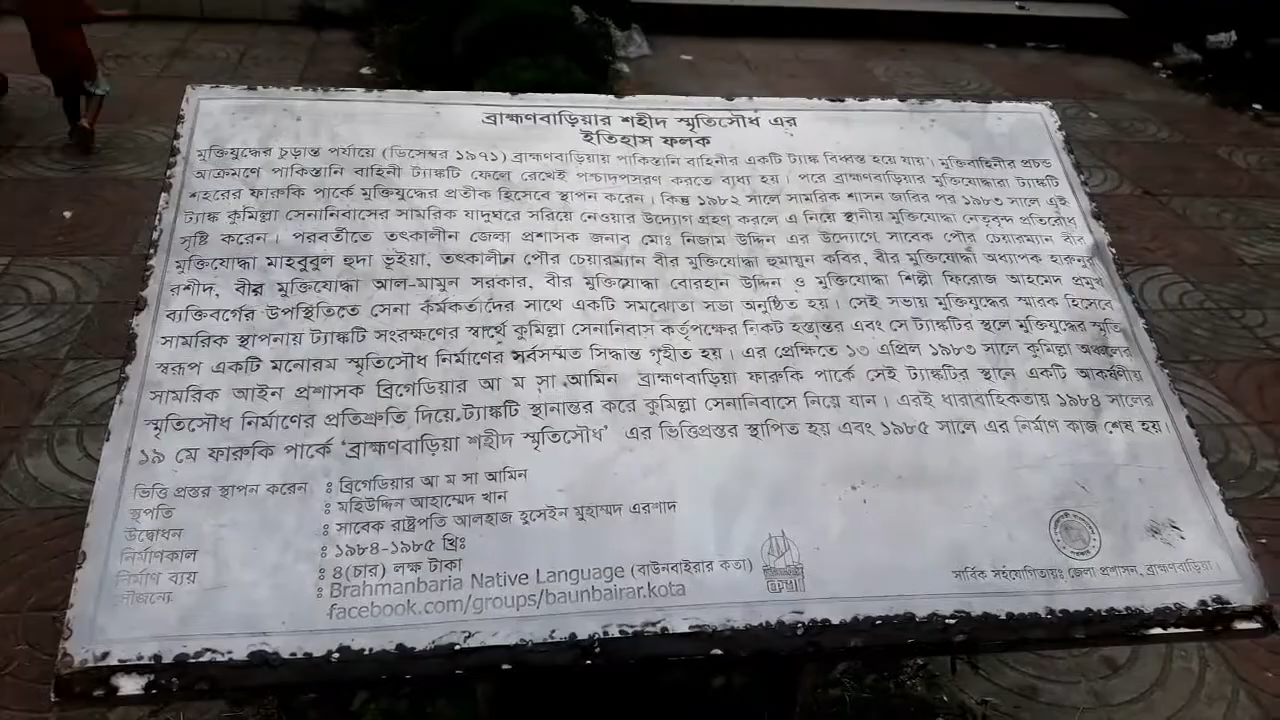 ব্রাহ্মণবাড়িয়ার শহীদ স্মৃতিসৌধ এর
ইতিহাস ফলক
মুক্তিযুদ্ধের চুড়ান্ত পর্যায়ে (ডিসেম্বর ১৯৭১) ব্রাহ্মণবাড়িয়ায় পাকিস্তানি বাহিনীর একটি ট্যাঙ্ক বিধ্বস্ত হয়ে যায়। মুক্তিবাহিনীর প্রচন্ড
আক্রমণে পাকিস্তানি বাহিনী ট্যাঙ্কটি ফেলে রেখেই পশ্চাদপসরণ করতে বাধ্য হয়। পরে ব্রাহ্মণবাড়িয়ার মুক্তিযোদ্ধারা ট্যাঙ্কটি
শহরের ফারুকি পার্কে মুক্তিযুদ্ধের প্রতীক হিসেবে স্থাপন করেন। কিন্তু ১৯৮২ সালে সামরিক শাসন জারির পর ১৯৮৩ সালে এই
ট্যাঙ্ক কুমিল্লা সেনানিবাসের সামরিক যাদুঘরে সরিয়ে নেওয়ার উদ্যোগ গ্রহণ করলে এ নিয়ে স্থানীয় মুক্তিযোদ্ধা নেতৃবৃন্দ প্রতিরোধ
সৃষ্টি করেন। পরবর্তীতে তৎকালীন জেলা প্রশাসক জনাব মোঃ নিজাম উদ্দিন এর উদ্যোগে সাবেক পৌর চেয়ারম্যান বীর
মুক্তিযোদ্ধা মাহবুবুল হুদা ভূঁইয়া, তৎকালীন পৌর চেয়ারম্যান বীর মুক্তিযোদ্ধা হুমায়ুন কবির, বীর মুক্তিযোদ্ধা অধ্যাপক হারুনুর
রশীদ, বীর মুক্তিযোদ্ধা আল-মামুন সরকার, বীর মুক্তিযোদ্ধা বোরহান উদ্দিন ও মুক্তিযোদ্ধা শিল্পী ফিরোজ আহমেদ প্রমুখ
ব্যক্তিবর্গের উপস্থিতিতে সেনা কর্মকর্তাদের সাথে একটি সমঝোতা সভা অনুষ্ঠিত হয়। সেই সভায় মুক্তিযুদ্ধের স্মারক হিসেবে
সামরিক স্থাপনায় ট্যাঙ্কটি সংরক্ষণের স্বার্থে কুমিল্লা সেনানিবাস কর্তৃপক্ষের নিকট হস্তান্তর এবং সে ট্যাঙ্কটির স্থলে মুক্তিযুদ্ধের স্মৃতি
স্বরূপ একটি মনোরম স্মৃতিসৌধ নির্মাণের সর্বসম্মত সিদ্ধান্ত গৃহীত হয়। এর প্রেক্ষিতে ১৩ এপ্রিল ১৯৮৩ সালে কুমিল্লা অঞ্চলের
সামরিক আইন প্রশাসক ব্রিগেডিয়ার আ ম সা আমিন ব্রাহ্মণবাড়িয়া ফারুকি পার্কে সেই ট্যাঙ্কটির স্থানে একটি আকর্ষণীয়
স্মৃতিসৌধ নির্মাণের প্রতিশ্রুতি দিয়ে ট্যাঙ্কটি স্থানান্তর করে কুমিল্লা সেনানিবাসে নিয়ে যান। এরই ধারাবাহিকতায় ১৯৮৪ সালের
১৯ মে ফারুকি পার্কে ‘ব্রাহ্মণবাড়িয়া শহীদ স্মৃতিসৌধ’ এর ভিত্তিপ্রস্তর স্থাপিত হয় এবং ১৯৮৫ সালে এর নির্মাণ কাজ শেষ হয়।
ভিত্তি প্রস্তর স্থাপন করেন : ব্রিগেডিয়ার আ ম সা আমিন
স্থপতি : মহিউদ্দিন আহাম্মেদ খান
উদ্বোধন : সাবেক রাষ্ট্রপতি আলহাজ্ব হুসেইন মুহাম্মদ এরশাদ
নির্মাণকাল : ১৯৮৪-১৯৮৫ খ্রিঃ
নির্মাণ ব্যয় : ৪(চার) লক্ষ টাকা
সৌজন্যে : Brahmanbaria Native Language (বাউনবাইরার কতা)
facebook.com/groups/baunbairar.kota
সার্বিক সহযোগিতায়: জেলা প্রশাসন, ব্রাহ্মণবাড়িয়া।